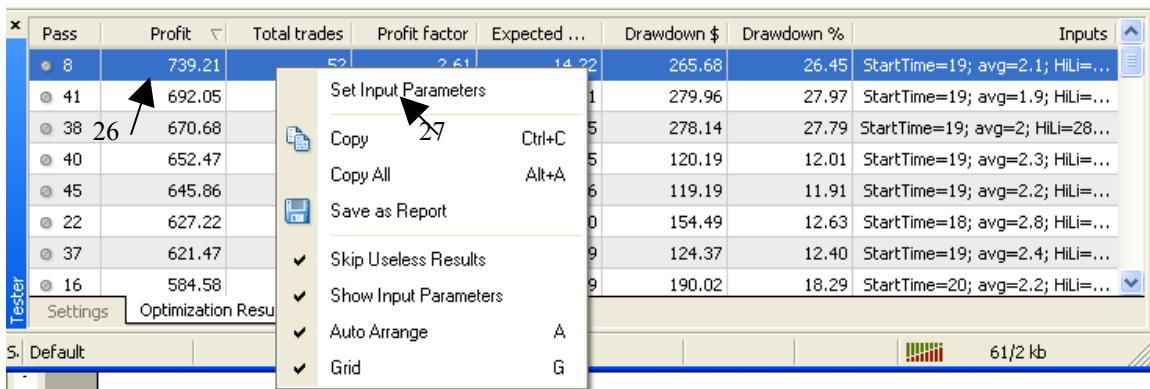 Pass Profit Total trades Profit factor Expected ... Drawdown $ Drawdown % Inputs
8 739.21 52 2.61 14.22 265.68 26.45 StartTime=19; avg=2.1; HiLi=...
Set Input Parameters
41 692.05 1 279.96 27.97 StartTime=19; avg=1.9; HiLi=...
38 670.68 5 278.14 27.79 StartTime=19; avg=2; HiLi=28...
26
27
Copy Ctrl+C
40 652.47 5 120.19 12.01 StartTime=19; avg=2.3; HiLi=...
Copy All Alt+A
45 645.86 6 119.19 11.91 StartTime=19; avg=2.2; HiLi=...
Save as Report
22 627.22 0 154.49 12.63 StartTime=18; avg=2.8; HiLi=...
37 621.47 9 124.37 12.40 StartTime=19; avg=2.4; HiLi=...
Skip Useless Results
16 584.58 9 190.02 18.29 StartTime=20; avg=2.2; HiLi=...
Show Input Parameters
Tester
Settings Optimization Resu
Auto Arrange A
S. Default 61/2 kb
Grid G